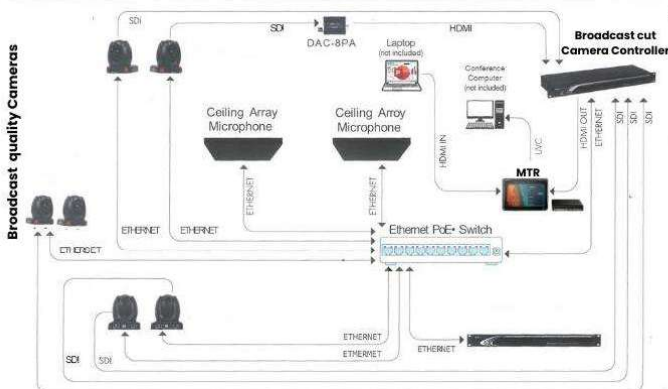 SDi
SDI
DAC-8PA
HDMI
Laptop
(not included)
Conference
Computer
(not included)
Broadcast cut
Camera Controller
Broadcast quality Cameras
Ceiling Array
Microphone
Ceiling Arroy
Microphone
HDMI IN
UVC
HDMI OUT
ETHERNET
SDI
SDI
SDI
MTR
ETHERNET
ETHERNET
ETHERNET
ETHERNET
Ethernet PoE• Switch
ETHERGCT
ETHERNET
ETMERMET
ETHERNET
SDI
SDI